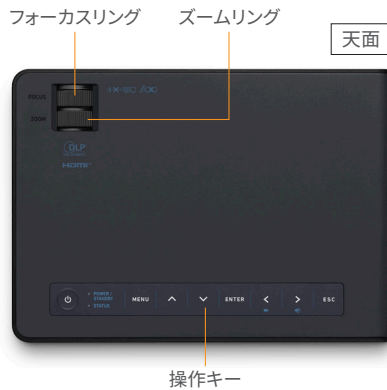 フォーカスリング
ズームリング
天面
FOCUS
ZOOM
DLP
HDMI
POWER /
STANDBY
STATUS
MENU
ENTER
ESC
操作キー